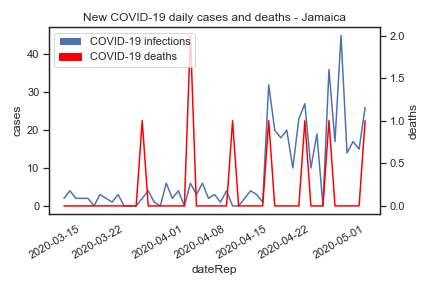 New COVID-19 daily cases and deaths - Jamaica
COVID-19 infections
COVID-19 deaths
cases
40
30
20
10
0
deaths
2.0
1.5
1.0
0.5
0.0
2020-03-15
2020-03-22
2020-04-01
2020-04-08
2020-04-15
2020-04-22
2020-05-01
dateRep